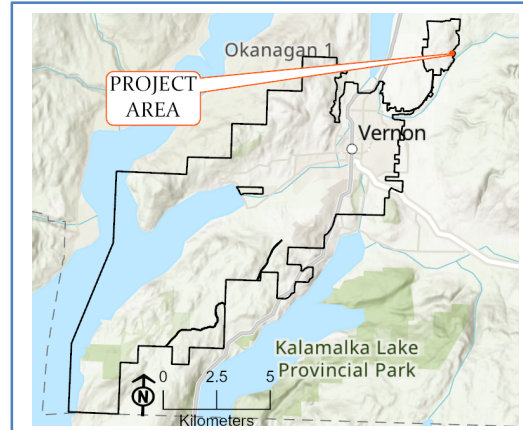 Okanagan 1
PROJECT
AREA
Vernon
Kalamalka Lake
Provincial Park
N
0 2.5 5
Kilometers